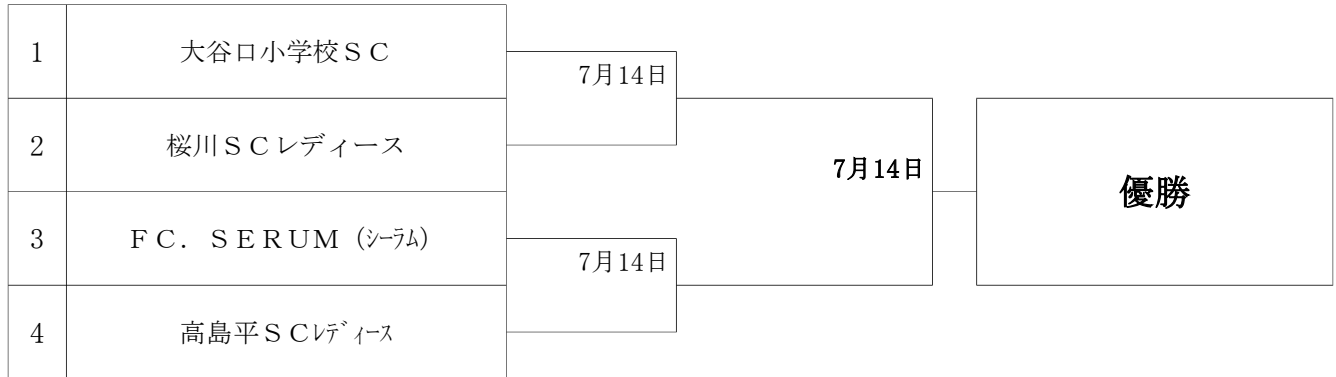 1 大谷口小学校ＳＣ
7月14日
2 桜川ＳＣレディース
7月14日
優勝
3 ＦＣ．ＳＥＲＵＭ（ｼｰﾗﾑ）
7月14日
4 高島平ＳＣﾚﾃﾞｨｰｽ